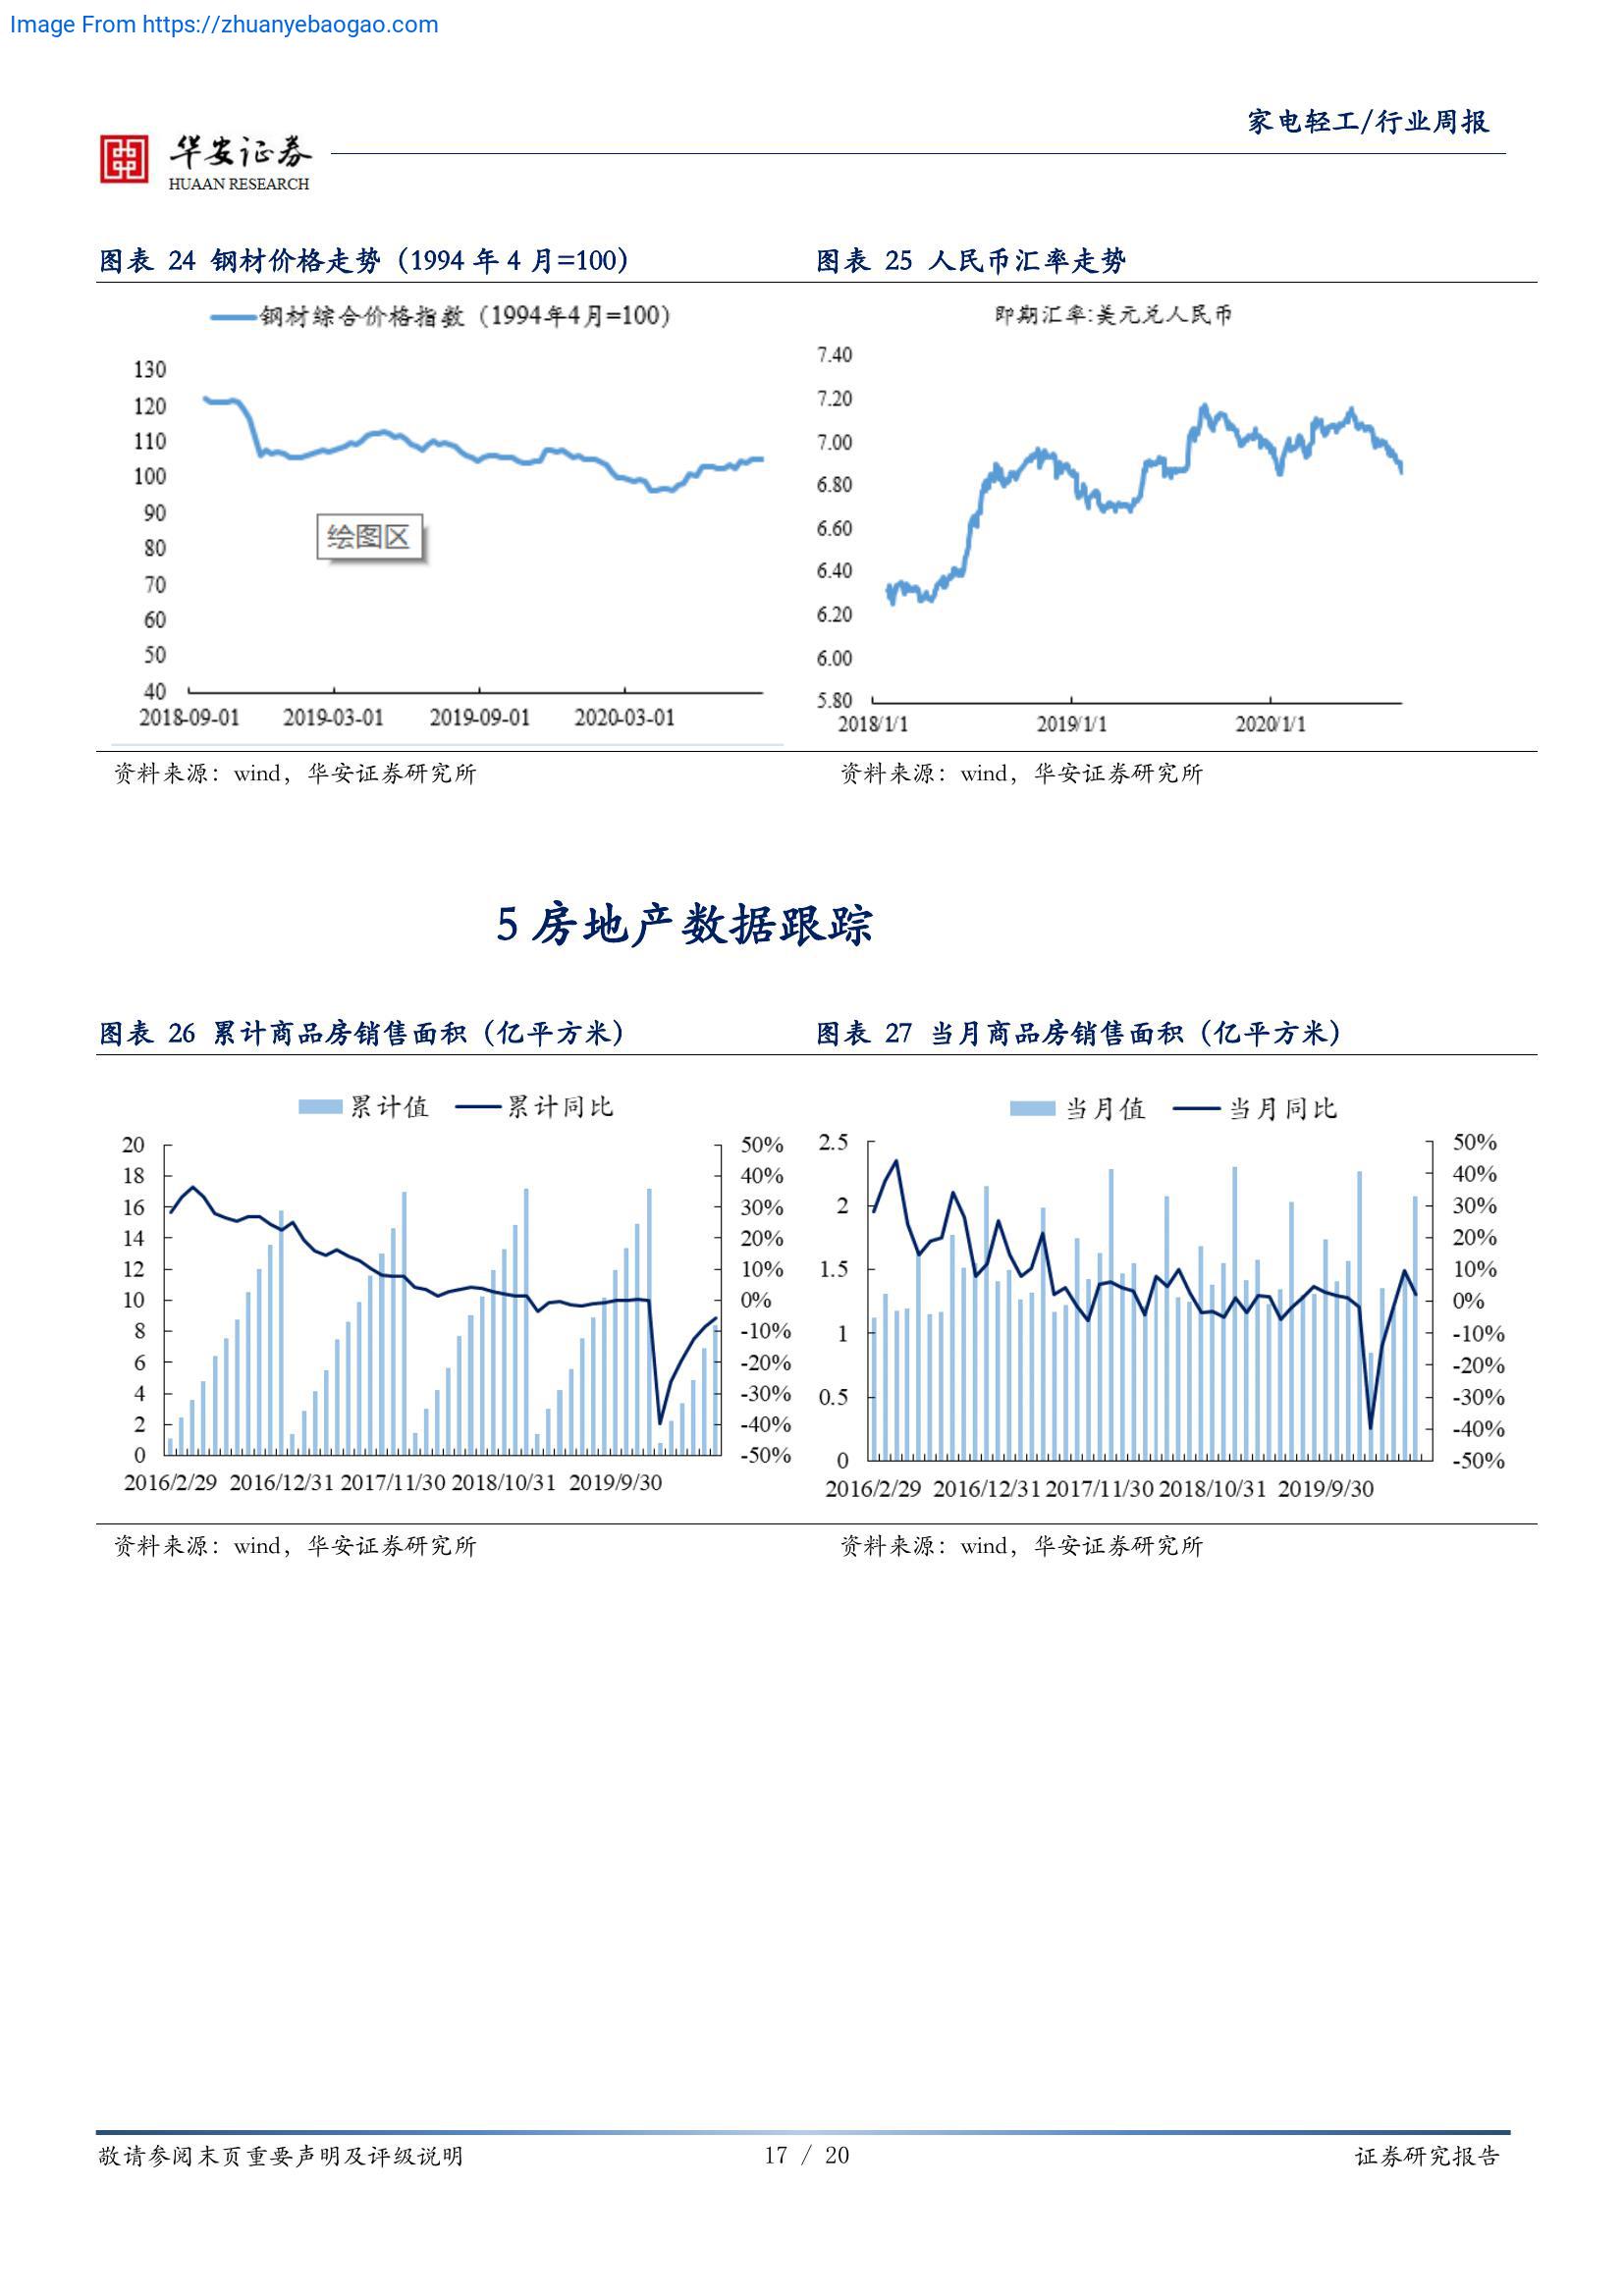 Image From https://zhuanyebaogao.com
家电轻工/行业周报
华安证券
HUAAN RESEARCH
图表 24 钢材价格走势（1994 年 4 月=100）
钢材综合价格指数（1994年4月=100）
130
120
110
100
90
80
70
60
50
40
绘图区
2018-09-01 2019-03-01 2019-09-01 2020-03-01
资料来源：wind，华安证券研究所
图表 25 人民币汇率走势
即期汇率:美元兑人民币
7.40
7.20
7.00
6.80
6.60
6.40
6.20
6.00
5.80
2018/1/1 2019/1/1 2020/1/1
资料来源：wind，华安证券研究所
5 房地产数据跟踪
图表 26 累计商品房销售面积（亿平方米）
累计值 累计同比
20
18
16
14
12
10
8
6
4
2
0
50%
40%
30%
20%
10%
0%
-10%
-20%
-30%
-40%
-50%
2016/2/29 2016/12/31 2017/11/30 2018/10/31 2019/9/30
资料来源：wind，华安证券研究所
图表 27 当月商品房销售面积（亿平方米）
当月值 当月同比
2.5
2
1.5
1
0.5
0
50%
40%
30%
20%
10%
0%
-10%
-20%
-30%
-40%
-50%
2016/2/29 2016/12/31 2017/11/30 2018/10/31 2019/9/30
资料来源：wind，华安证券研究所
敬请参阅末页重要声明及评级说明 17 / 20 证券研究报告